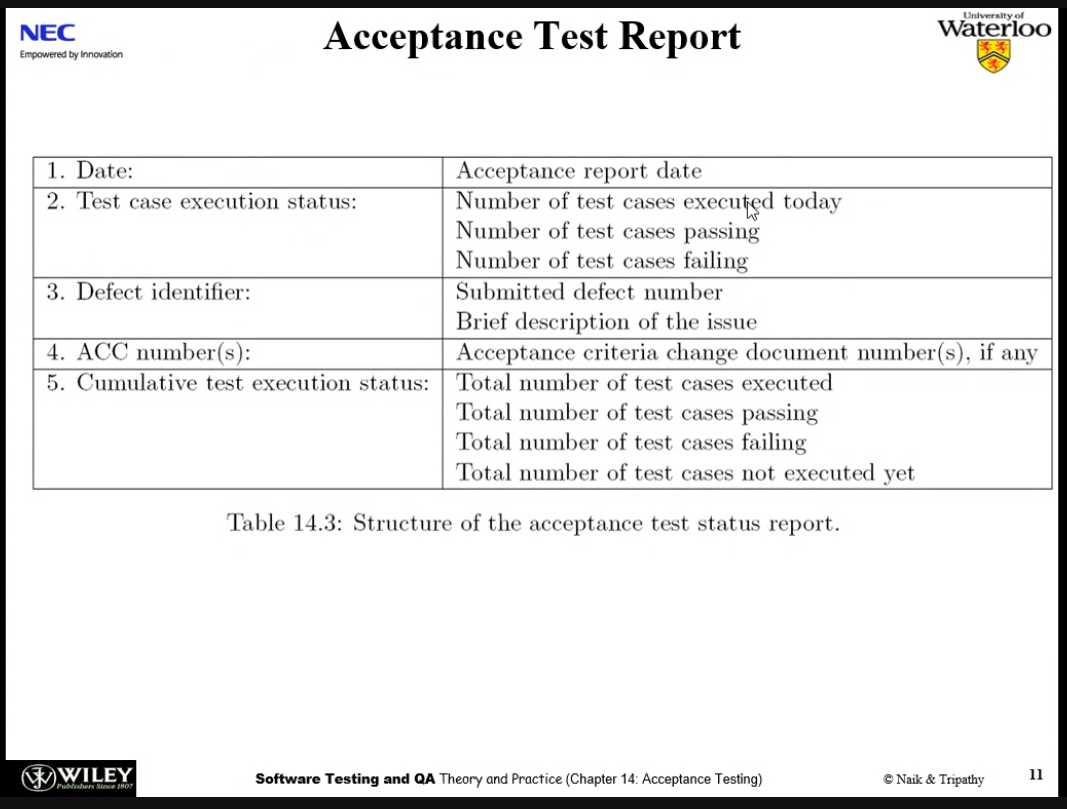 NEC
Empowered by Innovation
Acceptance Test Report
University of
Waterloo
1. Date: Acceptance report date
2. Test case execution status: Number of test cases executed today
Number of test cases passing
Number of test cases failing
3. Defect identifier: Submitted defect number
Brief description of the issue
4. ACC number(s): Acceptance criteria change document number(s), if any
5. Cumulative test execution status: Total number of test cases executed
Total number of test cases passing
Total number of test cases failing
Total number of test cases not executed yet
Table 14.3: Structure of the acceptance test status report.
WILEY
Publishers Since 1807
Software Testing and QA Theory and Practice (Chapter 14: Acceptance Testing)
© Naik & Tripathy
11